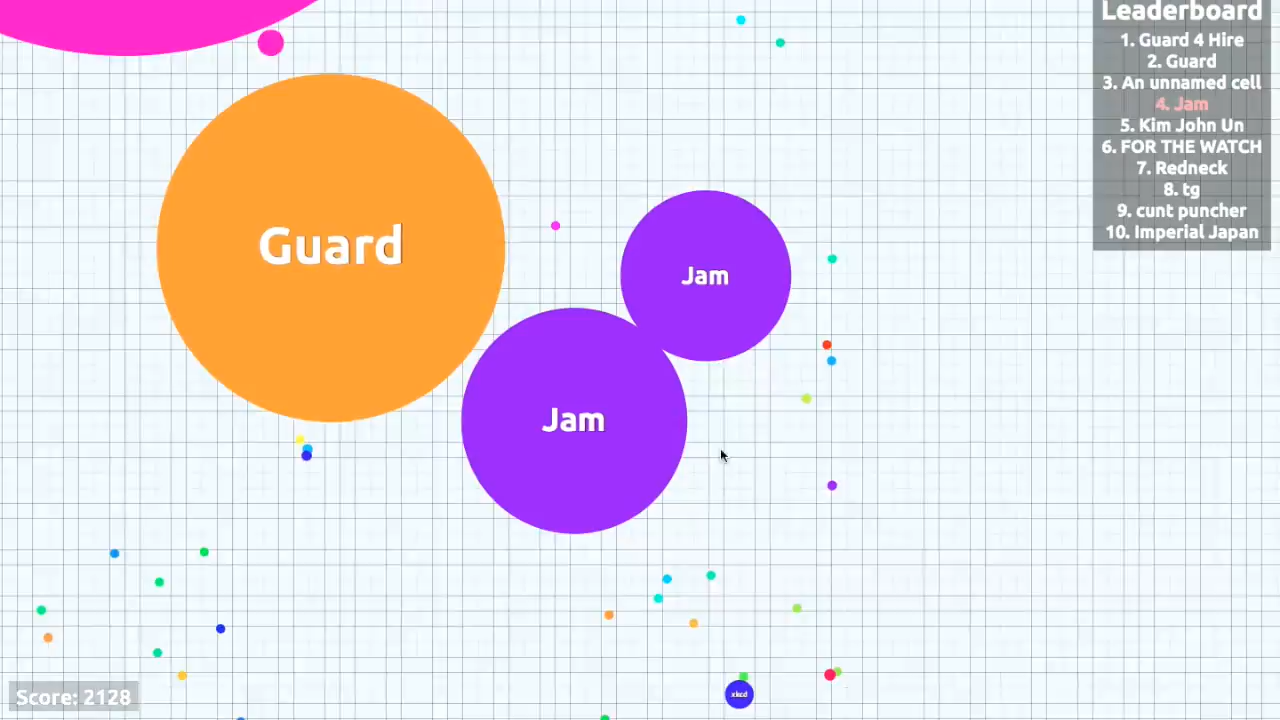 Leaderboard
1. Guard 4 Hire
2. Guard
3. An unnamed cell
4. Jam
5. Kim John Un
6. FOR THE WATCH
7. Redneck
8. tg
9. cunt puncher
10. Imperial Japan
Guard
Jam
Jam
xkcd
Score: 2128